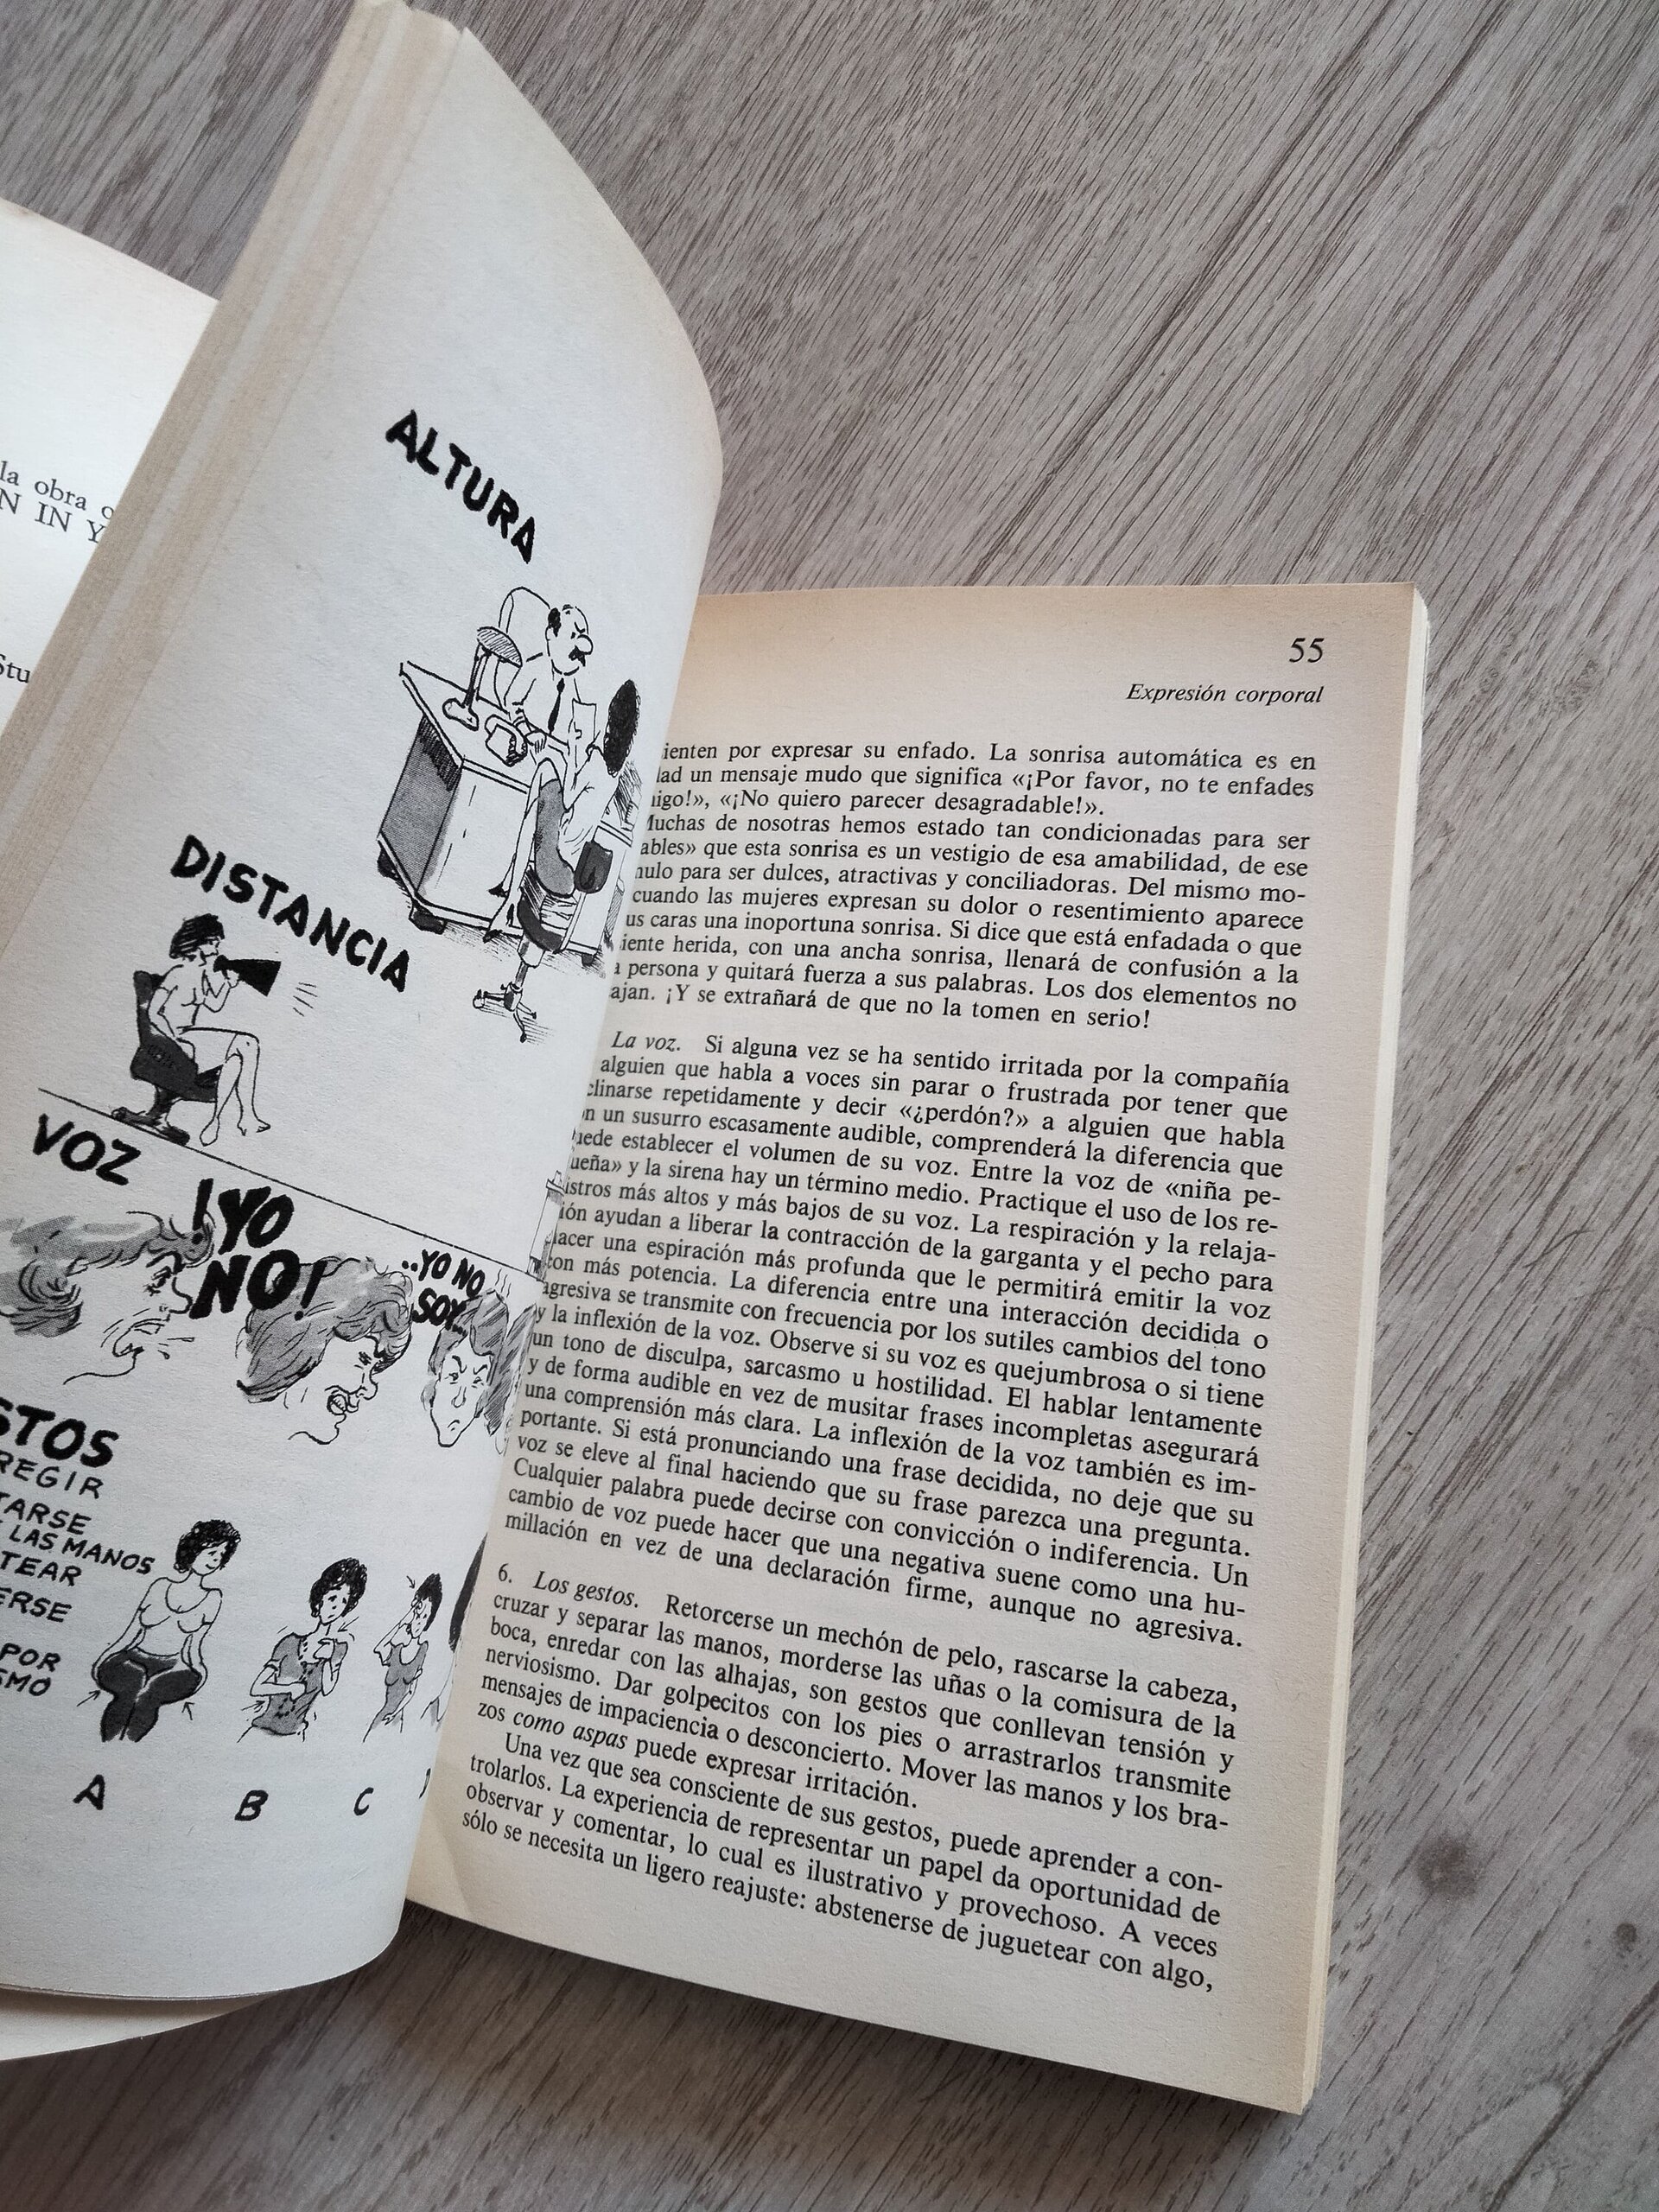 la obra
IN
ALTURA
DISTANCIA
VOZ
¡YO
NO!
..YO NO
SOY...
LAS MANOS
POR
A
B
C
55
Expresión corporal
por expresar su enfado. La sonrisa automática es en
un mensaje mudo que significa «¡Por favor, no te enfades
«¡No quiero parecer desagradable!».
de nosotras hemos estado tan condicionadas para ser
que esta sonrisa es un vestigio de esa amabilidad, de ese
para ser dulces, atractivas y conciliadoras. Del mismo mo-
cuando las mujeres expresan su dolor o resentimiento aparece
caras una inoportuna sonrisa. Si dice que está enfadada o que
herida, con una ancha sonrisa, llenará de confusión a la
persona y quitará fuerza a sus palabras. Los dos elementos no
¡Y se extrañará de que no la tomen en serio!
La voz. Si alguna vez se ha sentido irritada por la compañía
alguien que habla a voces sin parar o frustrada por tener que
repetidamente y decir «¿perdón?» a alguien que habla
un susurro escasamente audible, comprenderá la diferencia que
establecer el volumen de su voz. Entre la voz de «niña pe-
y la sirena hay un término medio. Practique el uso de los re-
más altos y más bajos de su voz. La respiración y la relaja-
ayudan a liberar la contracción de la garganta y el pecho para
una espiración más profunda que le permitirá emitir la voz
con más potencia. La diferencia entre una interacción decidida o
agresiva se transmite con frecuencia por los sutiles cambios del tono
y la inflexión de la voz. Observe si su voz es quejumbrosa o si tiene
un tono de disculpa, sarcasmo u hostilidad. El hablar lentamente
y de forma audible en vez de musitar frases incompletas asegurará
una comprensión más clara. La inflexión de la voz también es im-
portante. Si está pronunciando una frase decidida, no deje que su
voz se eleve al final haciendo que su frase parezca una pregunta.
Cualquier palabra puede decirse con convicción o indiferencia. Un
cambio de voz puede hacer que una negativa suene como una hu-
millación en vez de una declaración firme, aunque no agresiva.
6. Los gestos. Retorcerse un mechón de pelo, rascarse la cabeza,
cruzar y separar las manos, morderse las uñas o la comisura de la
boca, enredar con las alhajas, son gestos que conllevan tensión y
nerviosismo. Dar golpecitos con los pies o arrastrarlos transmite
mensajes de impaciencia o desconcierto. Mover las manos y los bra-
zos como aspas puede expresar irritación.
Una vez que sea consciente de sus gestos, puede aprender a con-
trolarlos. La experiencia de representar un papel da oportunidad de
observar y comentar, lo cual es ilustrativo y provechoso. A veces
sólo se necesita un ligero reajuste: abstenerse de juguetear con algo,